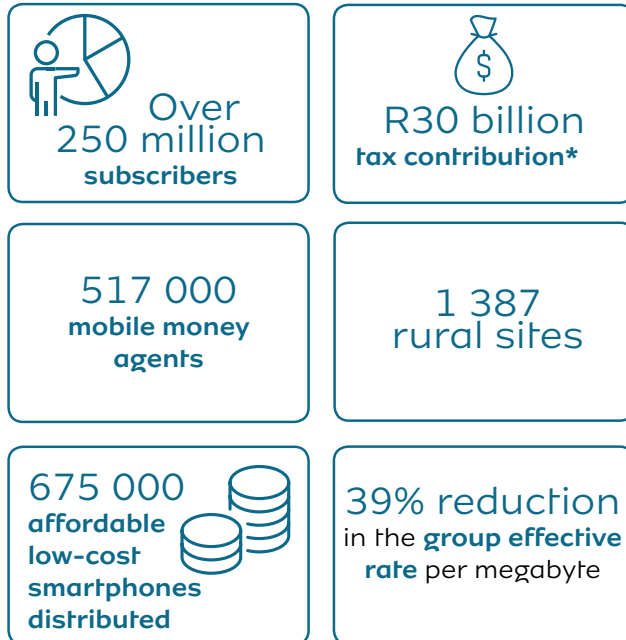 Over
250 million
subscribers
$
R30 billion
tax contribution*
517 000
mobile money
agents
1 387
rural sites
675 000
affordable
low-cost
smartphones
distributed
39% reduction
in the group effective
rate per megabyte